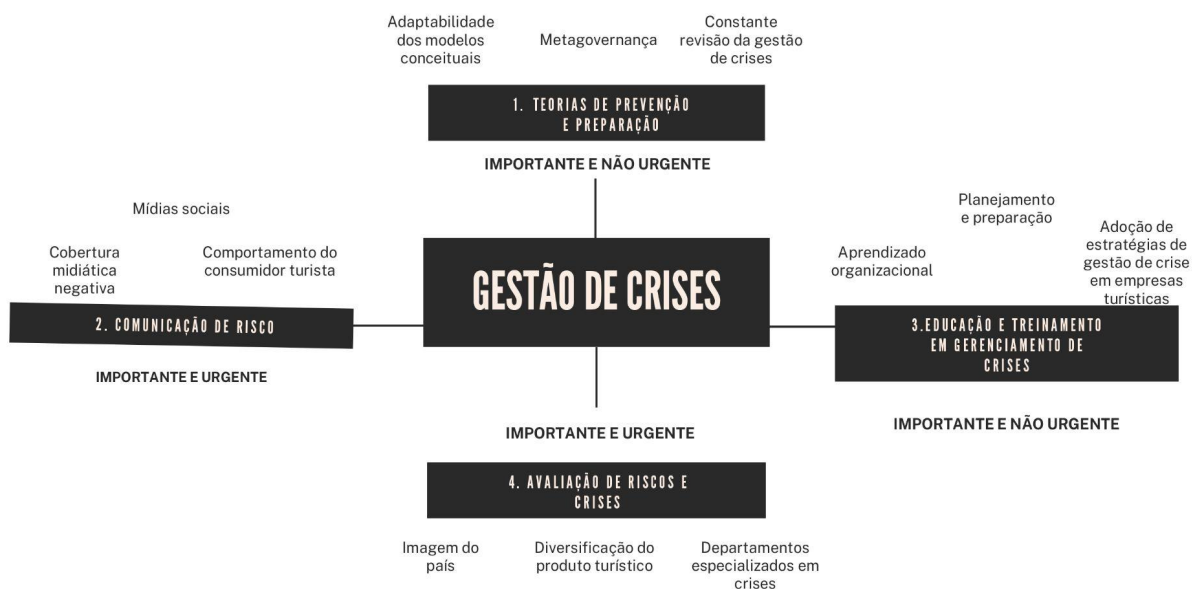 Adaptabilidade
dos modelos
conceituais
Metagovernança
Constante
revisão da gestão
de crises
1. TEORIAS DE PREVENÇÃO
E PREPARAÇÃO
IMPORTANTE E NÃO URGENTE
Mídias sociais
Cobertura
midiática
negativa
Comportamento do
consumidor turista
2. COMUNICAÇÃO DE RISCO
IMPORTANTE E URGENTE
GESTÃO DE CRISES
Planejamento
e preparação
Aprendizado
organizacional
Adoção de
estratégias de
gestão de crise
em empresas
turísticas
3.EDUCAÇÃO E TREINAMENTO
EM GERENCIAMENTO DE
CRISES
IMPORTANTE E NÃO URGENTE
IMPORTANTE E URGENTE
4. AVALIAÇÃO DE RISCOS E
CRISES
Imagem do
país
Diversificação do
produto turístico
Departamentos
especializados em
crises